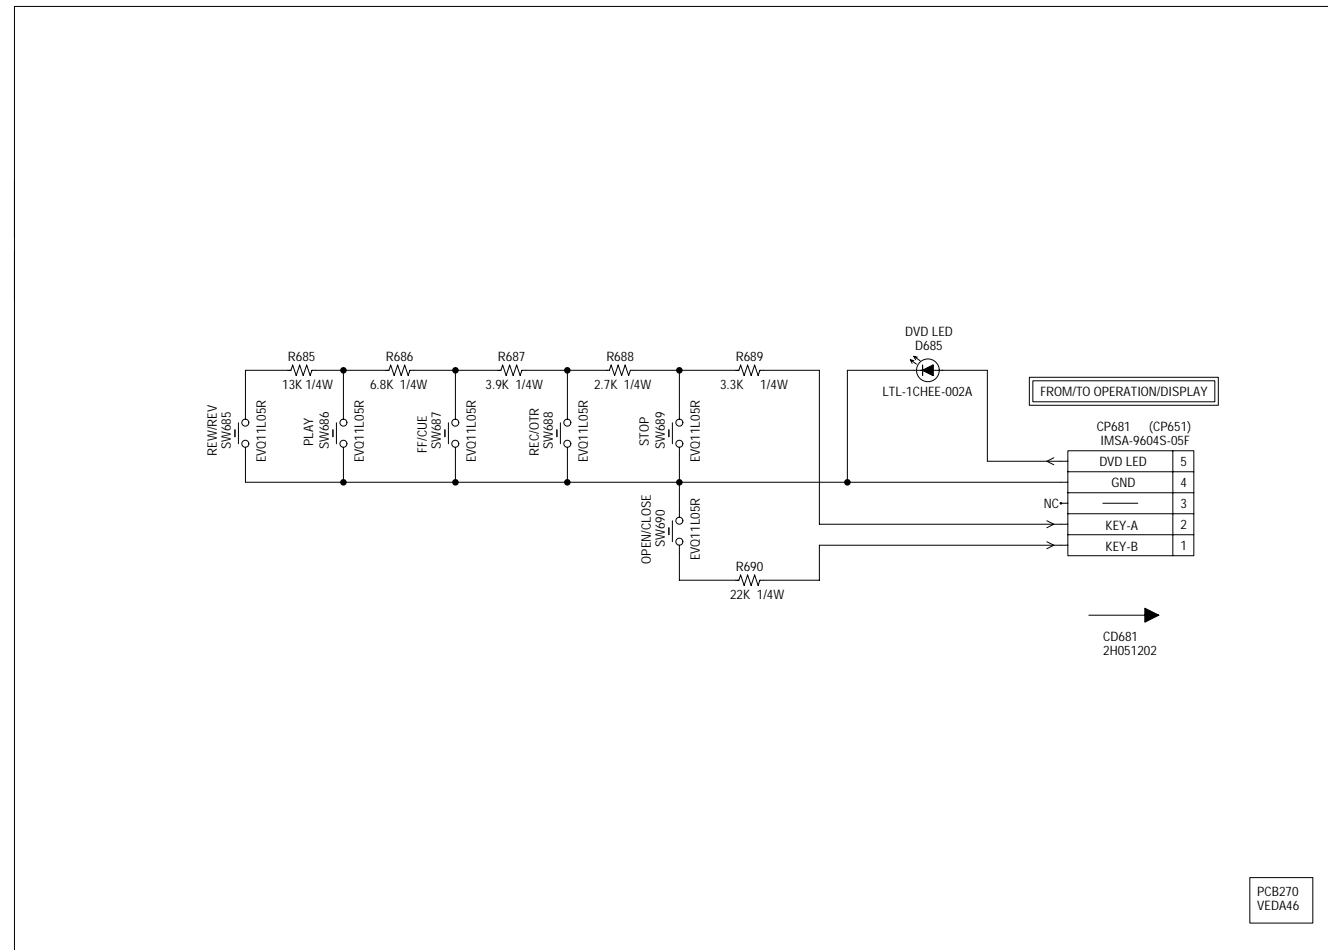 DVD LED
D685
LTL-1CHEE-002A
R685
13K 1/4W
R686
6.8K 1/4W
R687
3.9K 1/4W
R688
2.7K 1/4W
R689
3.3K 1/4W
FROM/TO OPERATION/DISPLAY
CP681 (CP651)
IMSA-9604S-05F
DVD LED 5
GND 4
NC 3
KEY-A 2
KEY-B 1
REW/REV
SW685
EVQ11L05R
PLAY
SW686
EVQ11L05R
FF/CUE
SW687
EVQ11L05R
REC/OTR
SW688
EVQ11L05R
STOP
SW689
EVQ11L05R
OPEN/CLOSE
SW690
EVQ11L05R
R690
22K 1/4W
CD681
2H051202
PCB270
VEDA46